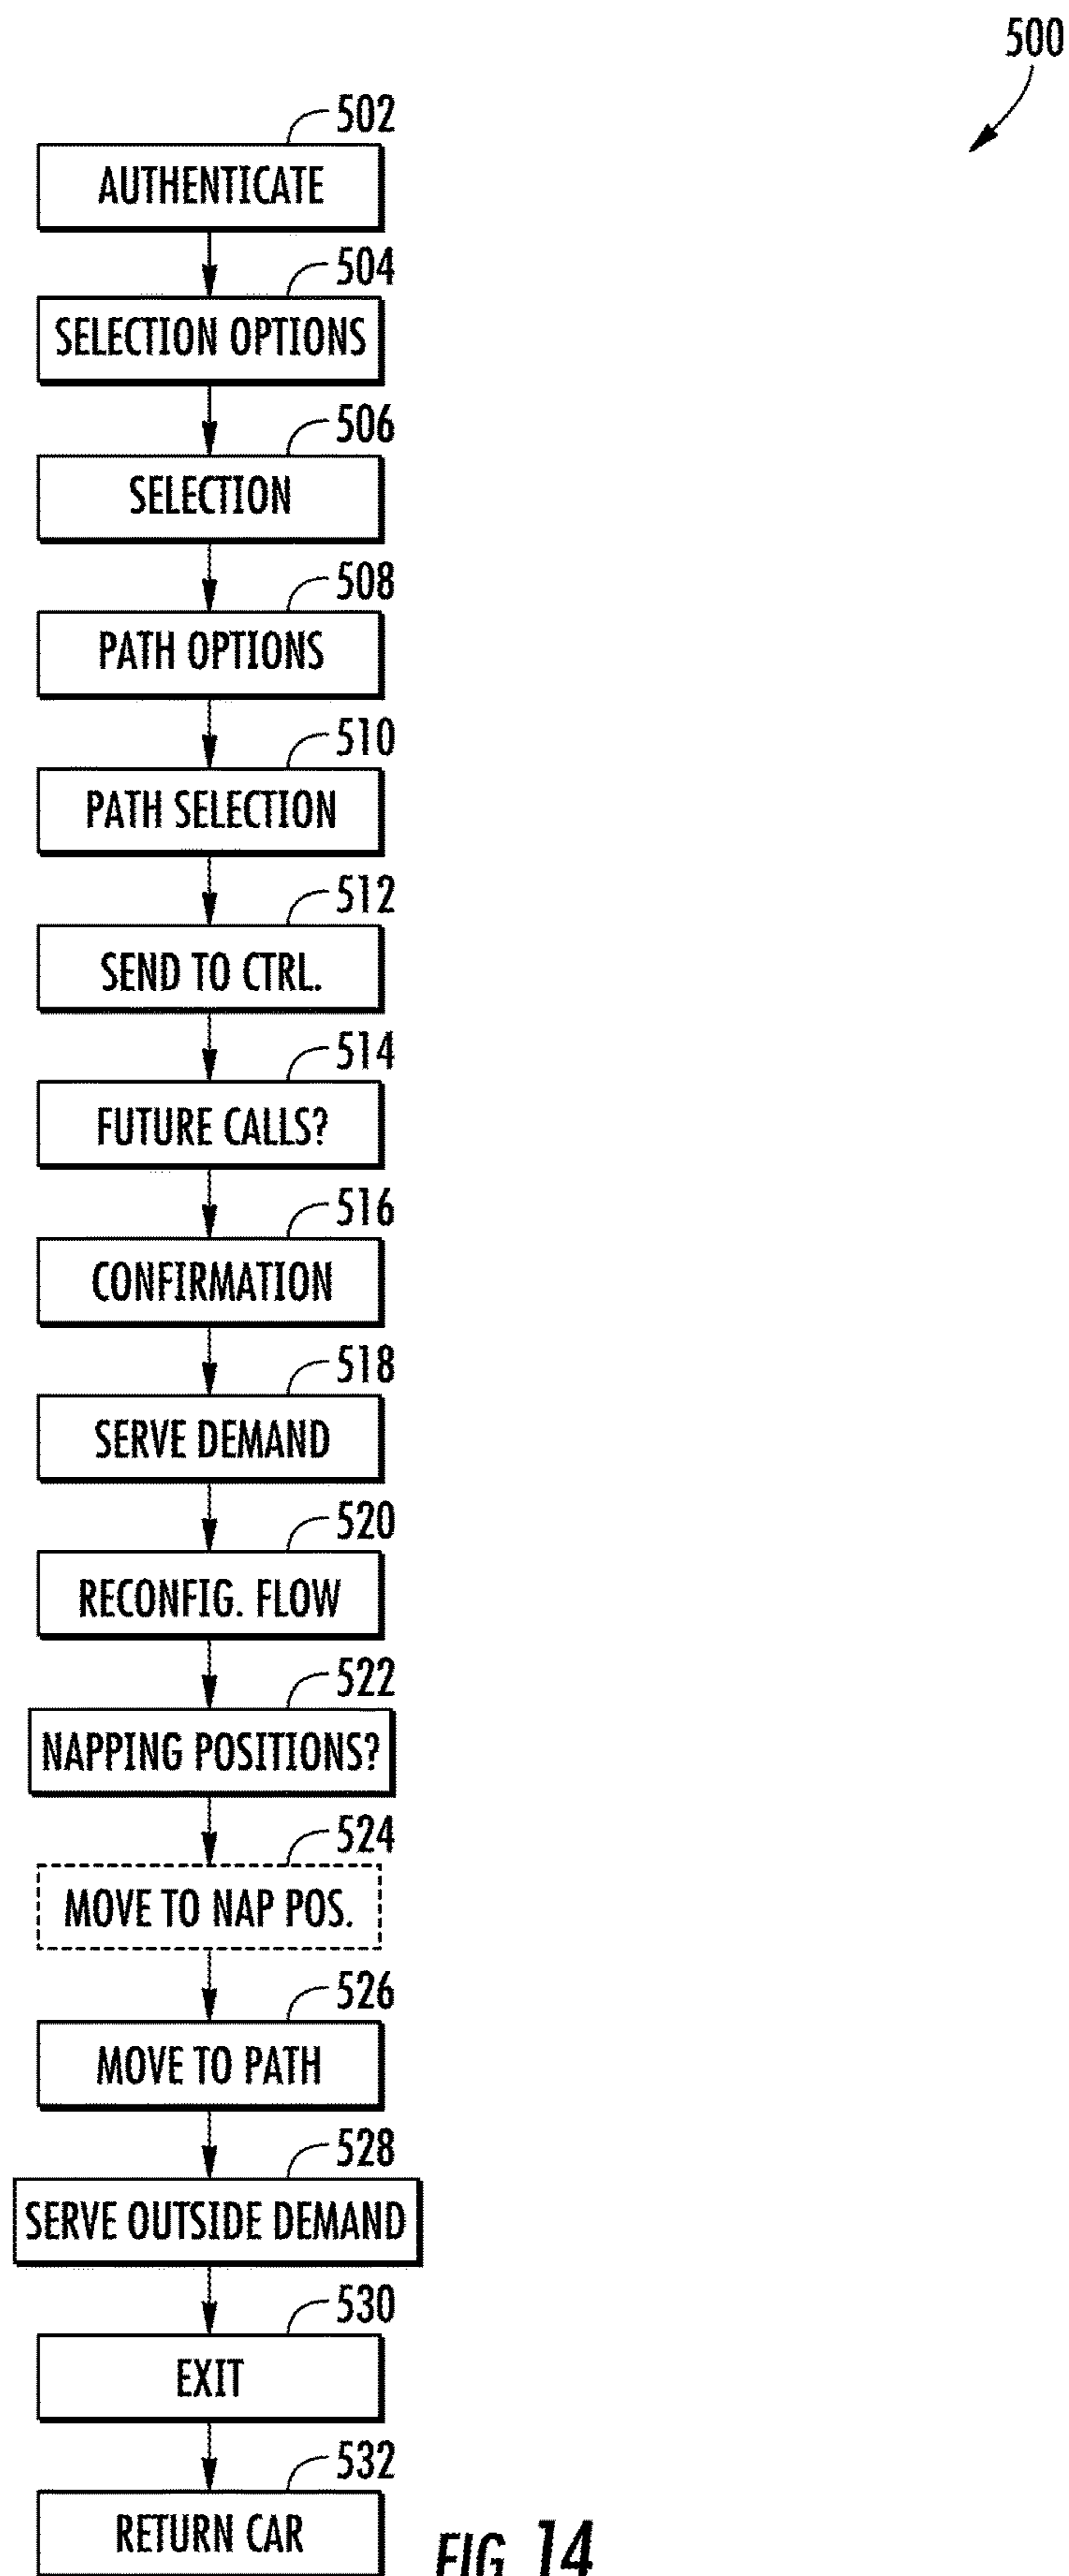 500
502
AUTHENTICATE
504
SELECTION OPTIONS
506
SELECTION
508
PATH OPTIONS
510
PATH SELECTION
512
SEND TO CTRL.
514
FUTURE CALLS?
516
CONFIRMATION
518
SERVE DEMAND
520
RECONFIG. FLOW
522
NAPPING POSITIONS?
524
MOVE TO NAP POS.
526
MOVE TO PATH
528
SERVE OUTSIDE DEMAND
530
EXIT
532
RETURN CAR
FIG. 14